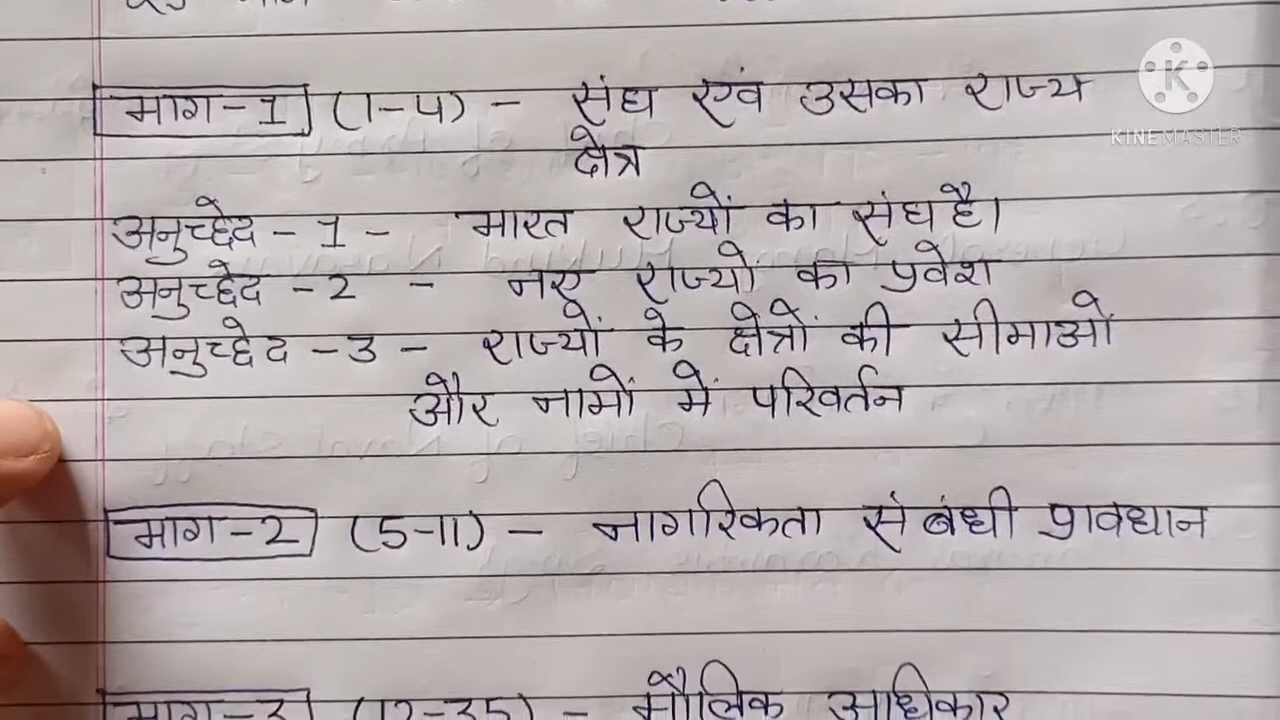 भाग
भाग-1 (1-4) - संघ एवं उसका राज्य
क्षेत्र
अनुच्छेद - 1 - भारत राज्यों का संघ है।
अनुच्छेद - 2 - नए राज्यों का प्रवेश
अनुच्छेद - 3 - राज्यों के क्षेत्रों की सीमाओं
और नामों में परिवर्तन
भाग-2 (5-11) - नागरिकता संबंधी प्रावधान
भाग-3 (12-35) - मौलिक अधिकार
K
KINEMASTER